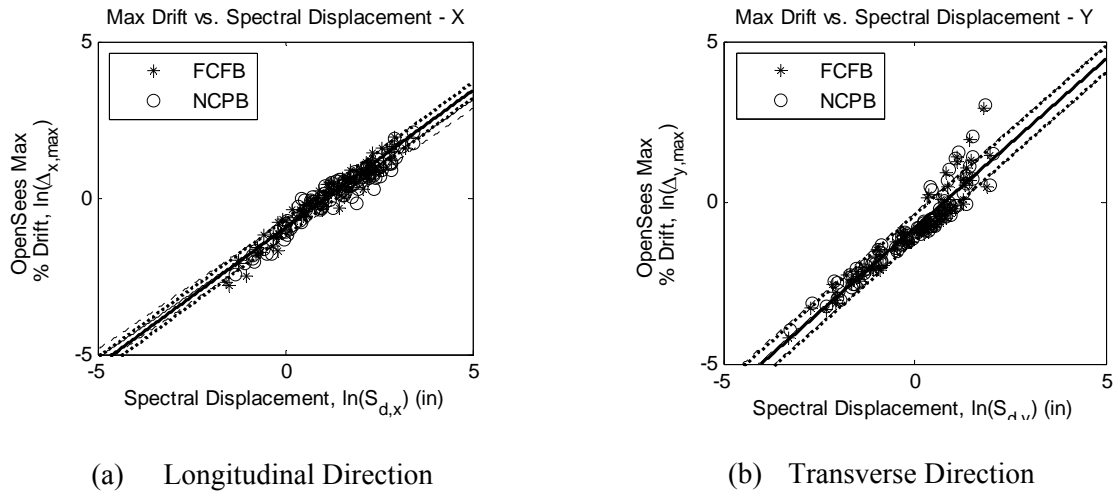 Max Drift vs. Spectral Displacement - X
FCFB
NCPB
5
0
-5
OpenSees Max
% Drift, ln(Δx,max)
-5
0
5
Spectral Displacement, ln(Sd,x) (in)
(a) Longitudinal Direction
Max Drift vs. Spectral Displacement - Y
FCFB
NCPB
5
0
-5
OpenSees Max
% Drift, ln(Δy,max)
-5
0
5
Spectral Displacement, ln(Sd,y) (in)
(b) Transverse Direction